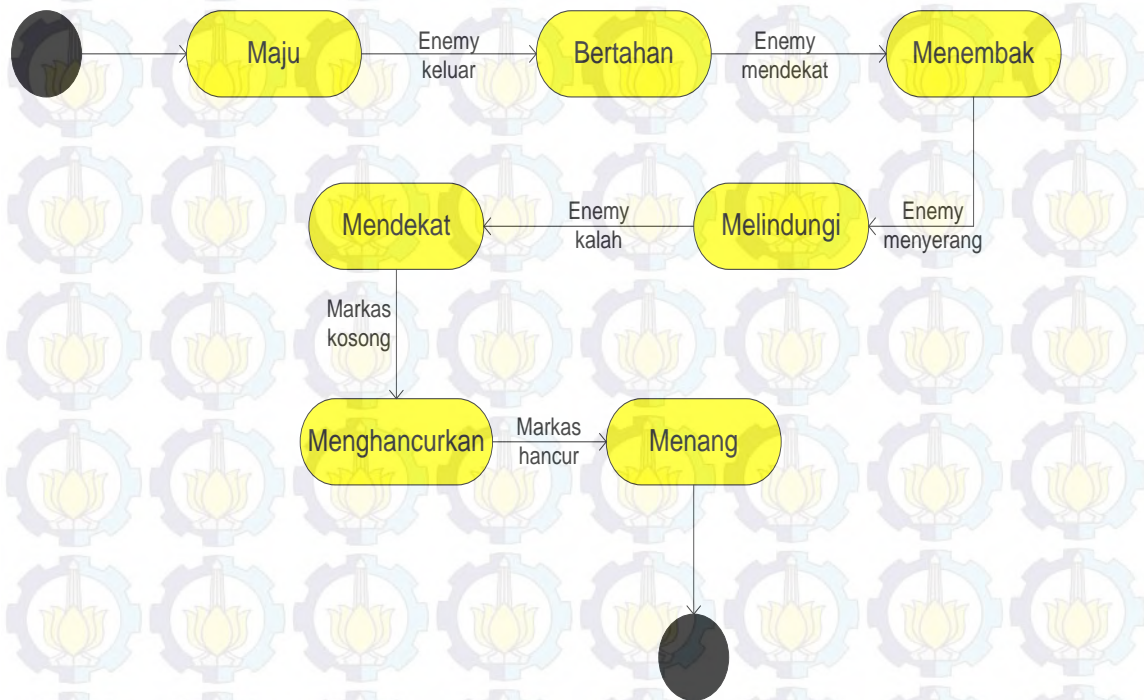 Maju
Enemy
keluar
Bertahan
Enemy
mendekat
Menembak
Mendekat
Enemy
kalah
Melindungi
Enemy
menyerang
Markas
kosong
Menghancurkan
Markas
hancur
Menang